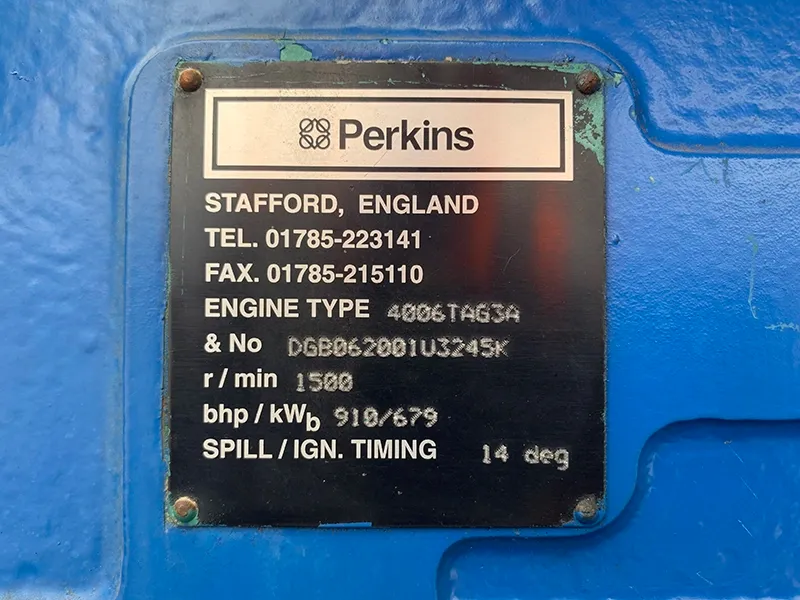 Perkins
STAFFORD, ENGLAND
TEL. 01785-223141
FAX. 01785-215110
ENGINE TYPE 4006TAG3A
& No DGB062001U3245K
r/min 1500
bhp/kWb 910/679
SPILL/IGN. TIMING 14 deg